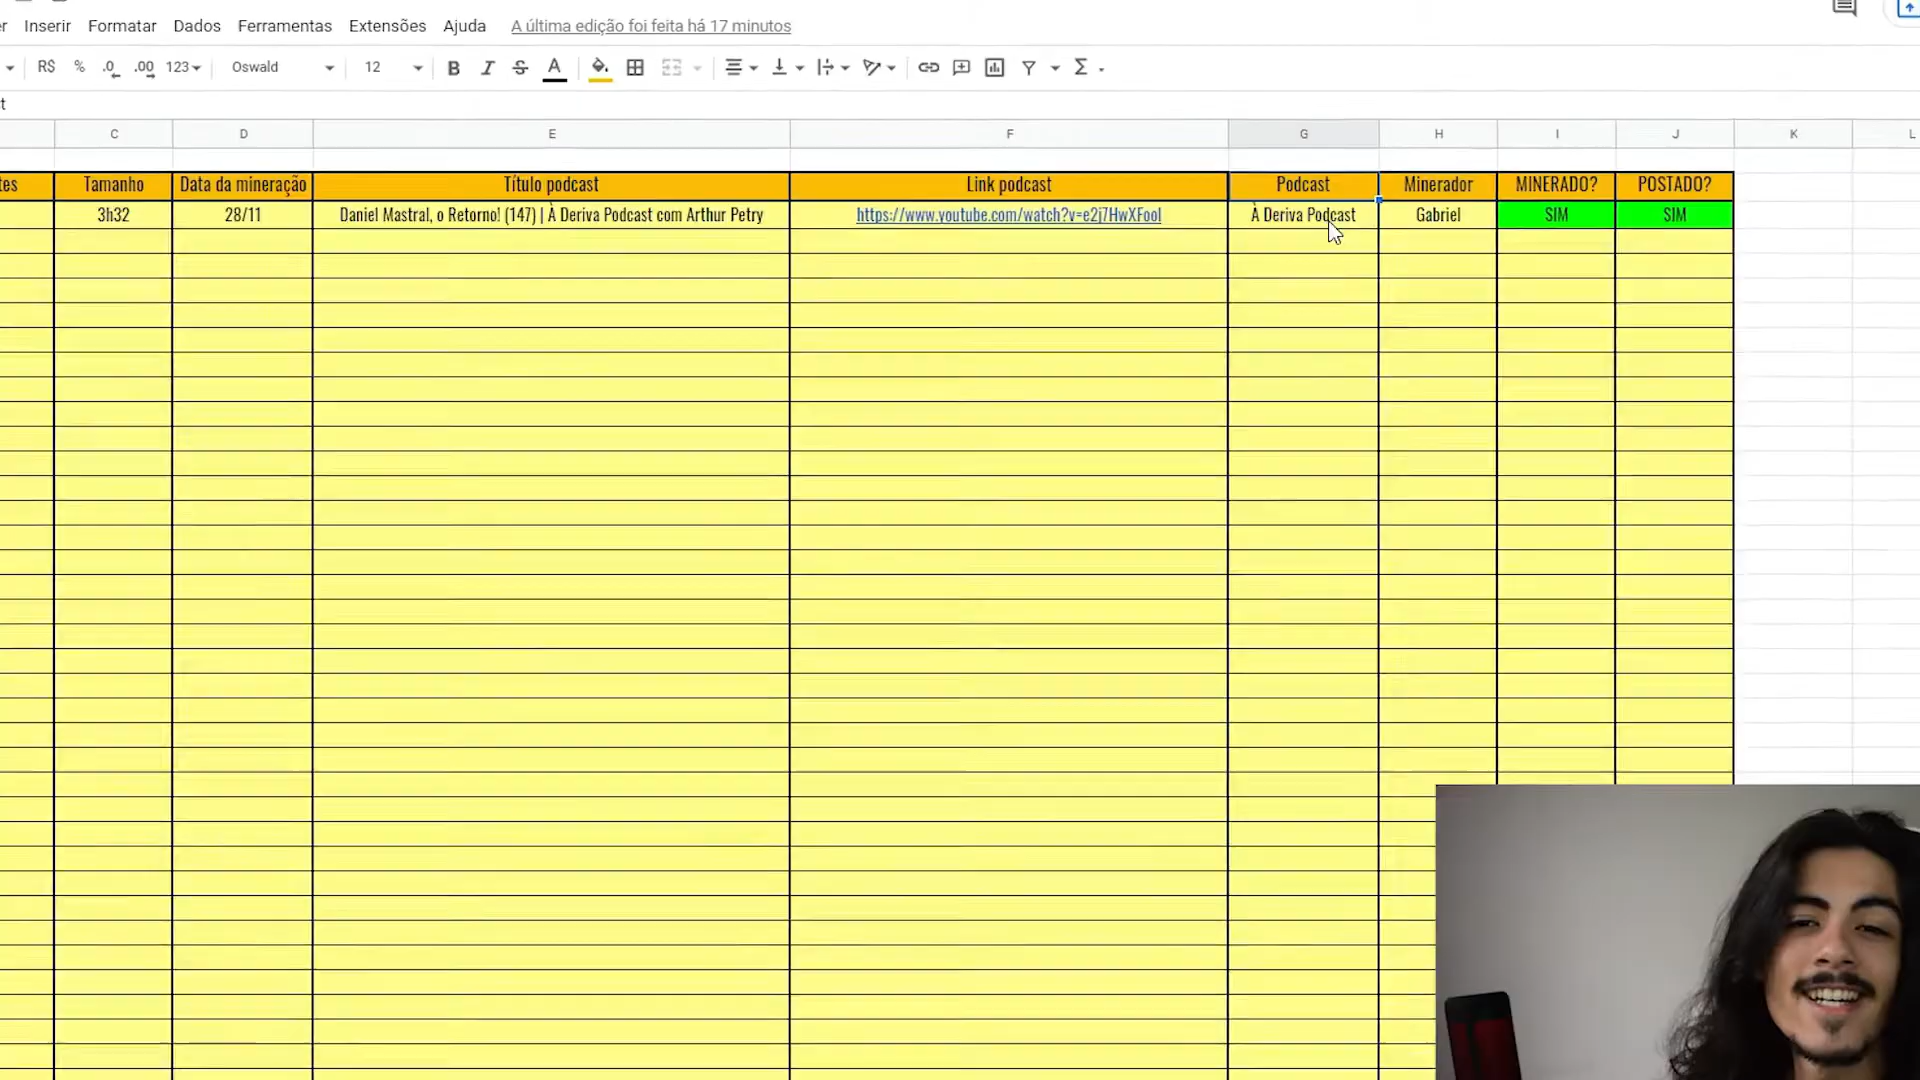 er Inserir Formatar Dados Ferramentas Extensões Ajuda A última edição foi feita há 17 minutos
R$ % .0 .00 123 Oswald 12 B I S A Σ
t
C D E F G H I J K L
tes Tamanho Data da mineração Título podcast Link podcast Podcast Minerador MINERADO? POSTADO?
3h32 28/11 Daniel Mastral, o Retorno! (147) | À Deriva Podcast com Arthur Petry https://www.youtube.com/watch?v=e2j7HwXFooI À Deriva Podcast Gabriel SIM SIM